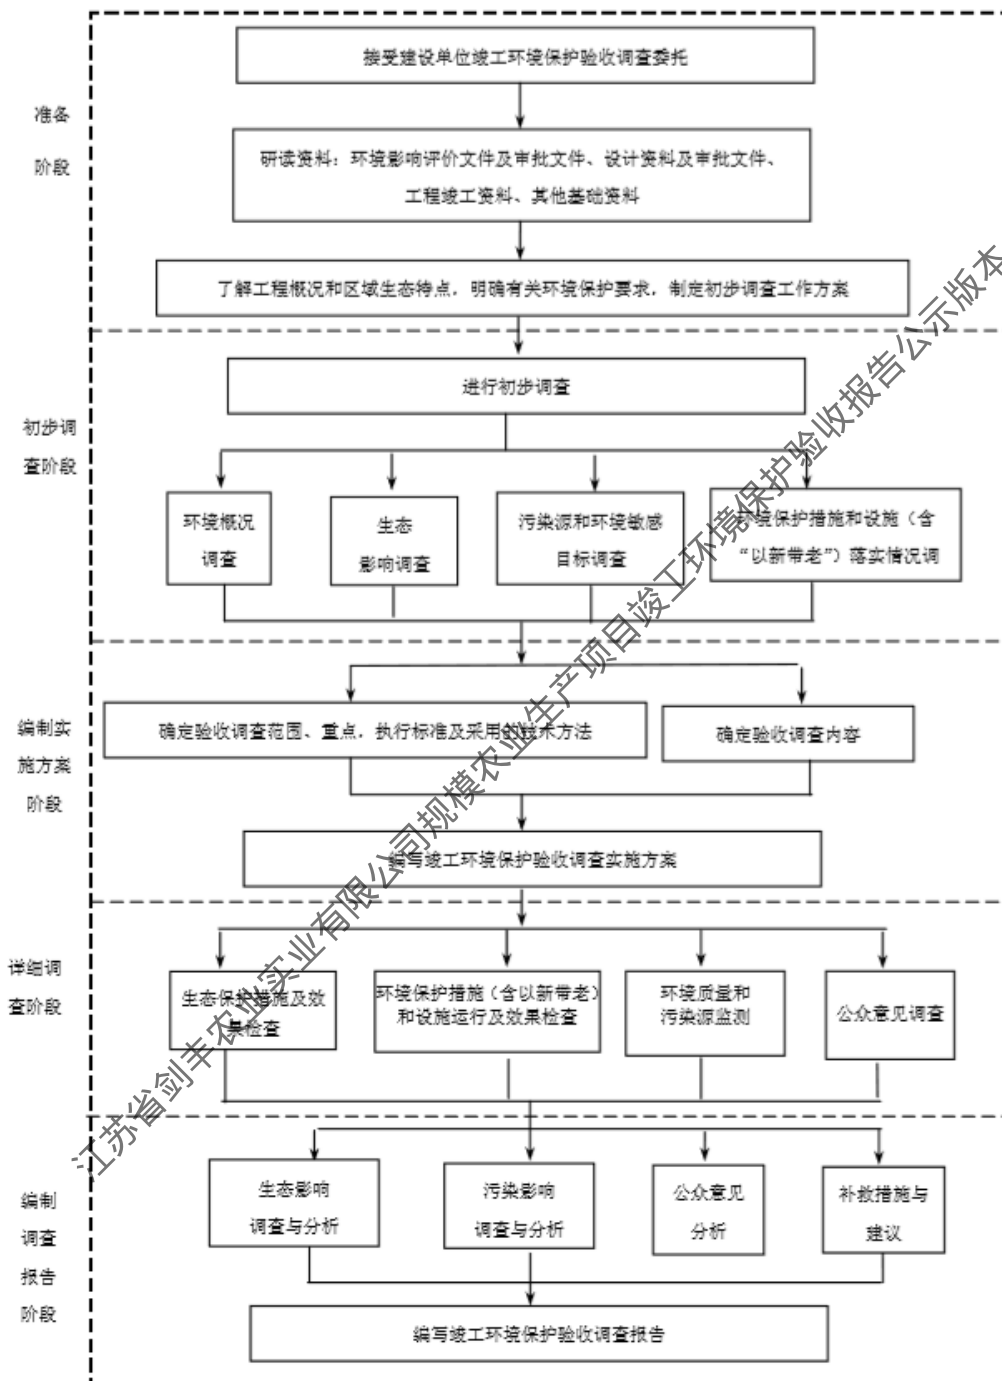 准备
阶段
接受建设单位竣工环境保护验收调查委托
研读资料：环境影响评价文件及审批文件、设计资料及审批文件、
工程竣工资料、其他基础资料
了解工程概况和区域生态特点，明确有关环境保护要求，制定初步调查工作方案
初步调
查阶段
进行初步调查
环境概况
调查
生态
影响调查
污染源和环境敏感
目标调查
环境保护措施和设施（含
“以新带老”）落实情况调
编制实
施方案
阶段
确定验收调查范围、重点，执行标准及采用的技术方法
确定验收调查内容
编写竣工环境保护验收调查实施方案
详细调
查阶段
生态保护措施及效
果检查
环境保护措施（含以新带老）
和设施运行及效果检查
环境质量和
污染源监测
公众意见调查
编制
调查
报告
阶段
生态影响
调查与分析
污染影响
调查与分析
公众意见
分析
补救措施与
建议
编写竣工环境保护验收调查报告
江苏省剑丰农业实业有限公司规模农业生产项目竣工环境保护验收报告公示版本